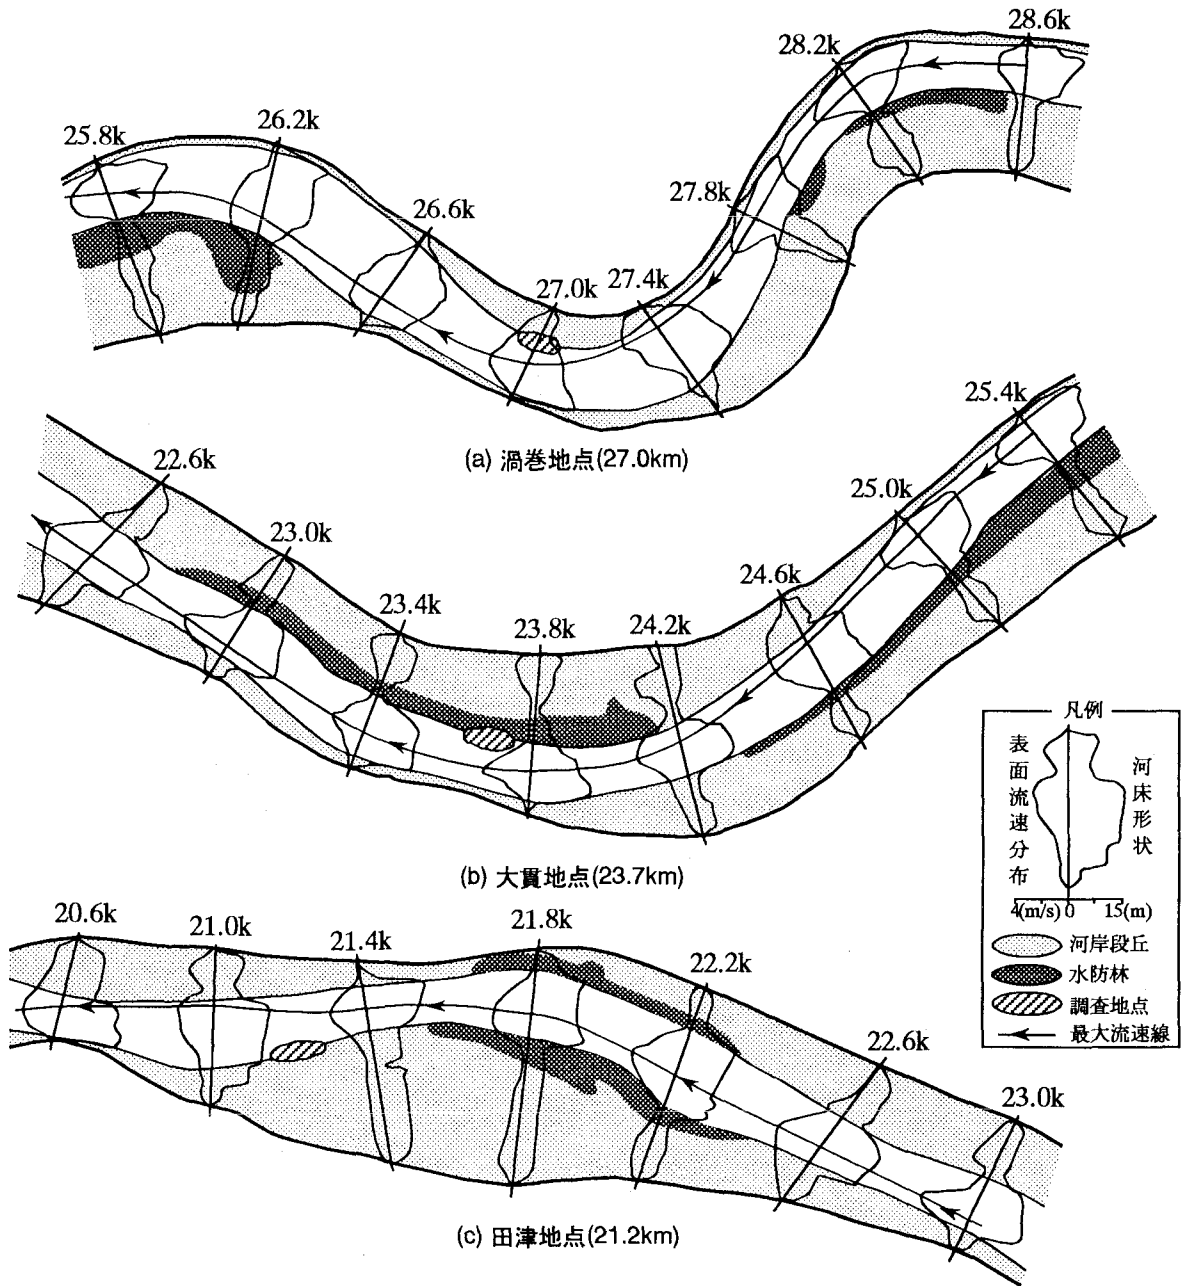 28.6k
28.2k
25.8k
26.2k
27.8k
26.6k
27.0k
27.4k
(a) 渦巻地点(27.0km)
25.4k
22.6k
25.0k
23.0k
24.6k
23.4k
23.8k
24.2k
(b) 大貫地点(23.7km)
20.6k
21.0k
21.4k
21.8k
22.2k
22.6k
23.0k
(c) 田津地点(21.2km)
凡例
表面流速分布
河床形状
4(m/s) 0 15(m)
河岸段丘
水防林
調査地点
最大流速線